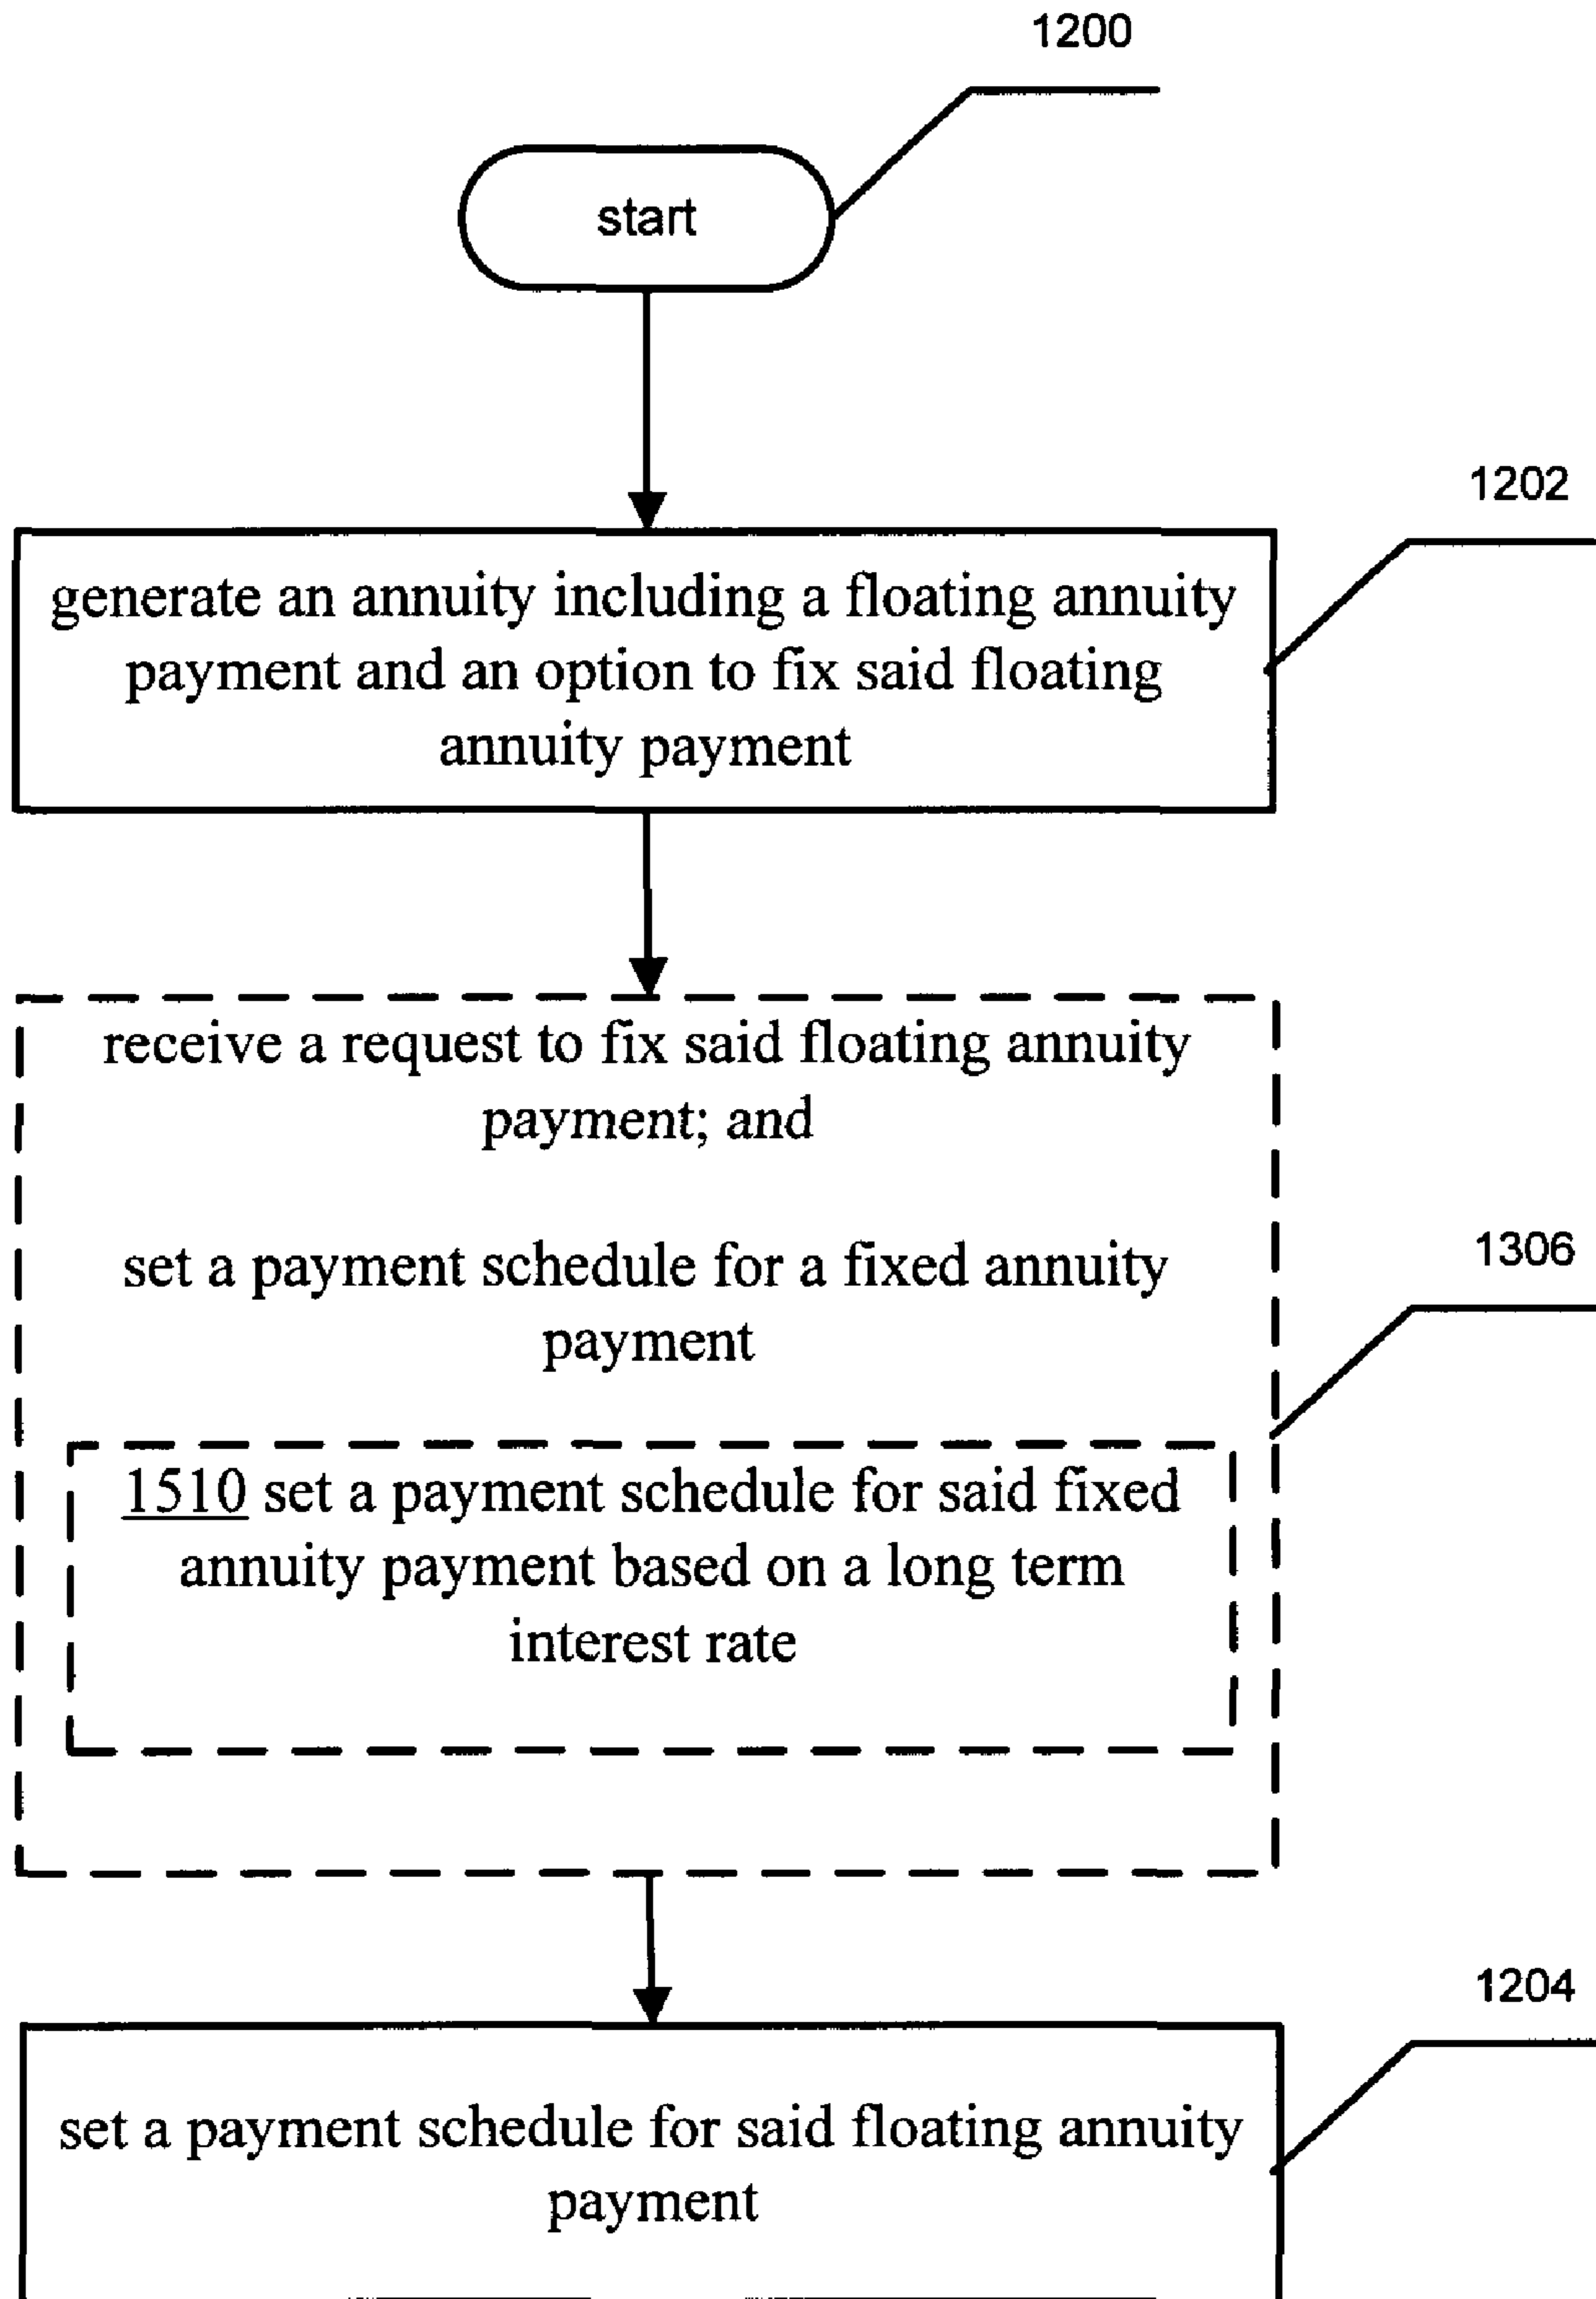 1200
start
1202
generate an annuity including a floating annuity
payment and an option to fix said floating
annuity payment
receive a request to fix said floating annuity
payment; and
set a payment schedule for a fixed annuity
payment
1306
1510 set a payment schedule for said fixed
annuity payment based on a long term
interest rate
1204
set a payment schedule for said floating annuity
payment